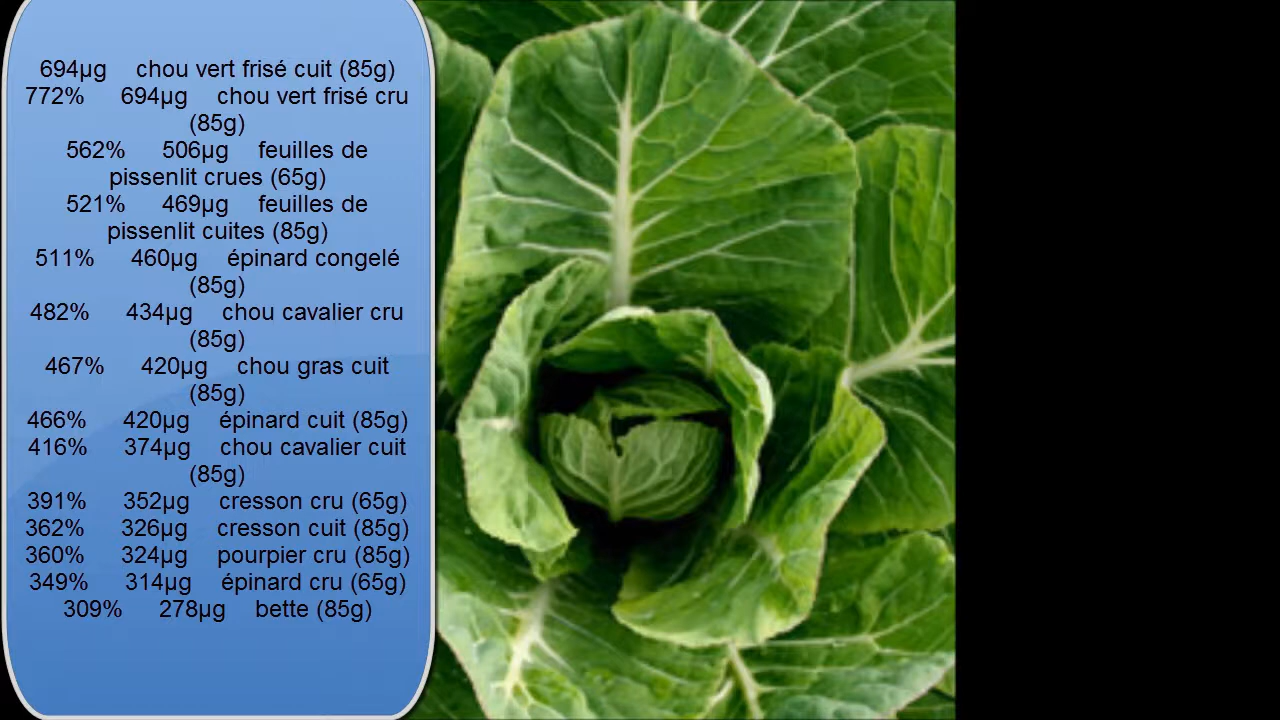 694µg chou vert frisé cuit (85g)
772% 694µg chou vert frisé cru
(85g)
562% 506µg feuilles de
pissenlit crues (65g)
521% 469µg feuilles de
pissenlit cuites (85g)
511% 460µg épinard congelé
(85g)
482% 434µg chou cavalier cru
(85g)
467% 420µg chou gras cuit
(85g)
466% 420µg épinard cuit (85g)
416% 374µg chou cavalier cuit
(85g)
391% 352µg cresson cru (65g)
362% 326µg cresson cuit (85g)
360% 324µg pourpier cru (85g)
349% 314µg épinard cru (65g)
309% 278µg bette (85g)